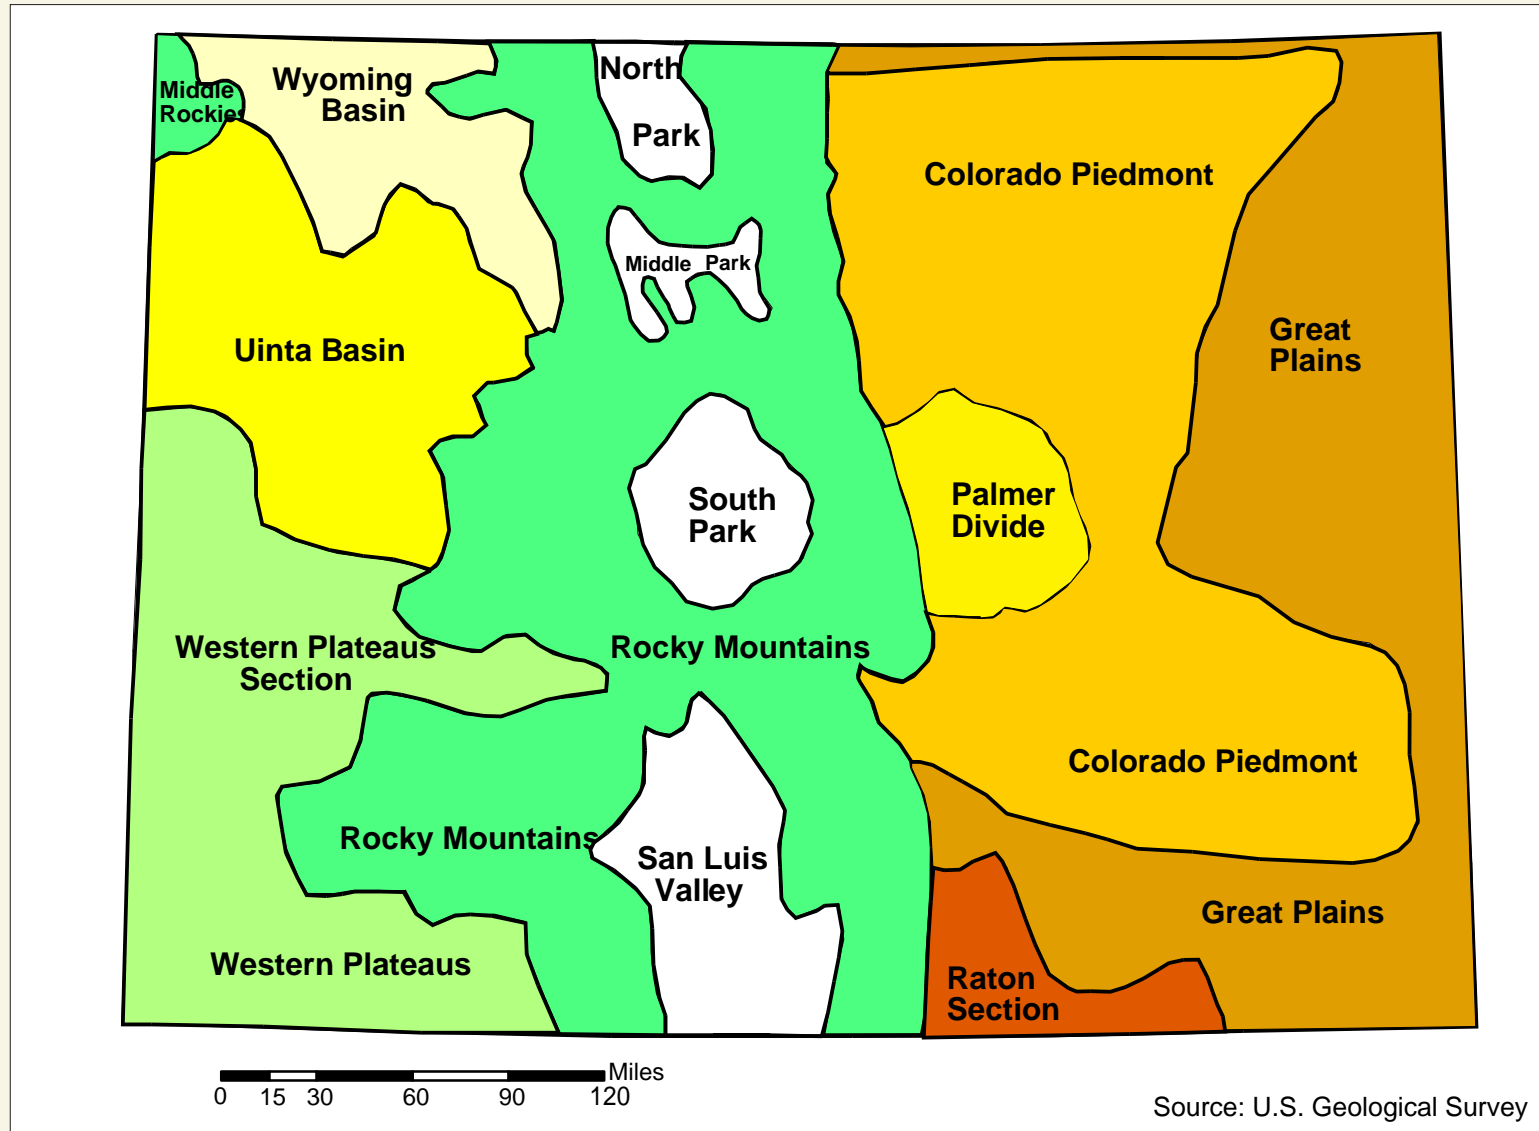 Middle
Rockies
Wyoming
Basin
North
Park
Colorado Piedmont
Middle Park
Uinta Basin
Great
Plains
South
Park
Palmer
Divide
Western Plateaus
Section
Rocky Mountains
Colorado Piedmont
Rocky Mountains
San Luis
Valley
Great Plains
Western Plateaus
Raton
Section
Miles
0 15 30 60 90 120
Source: U.S. Geological Survey